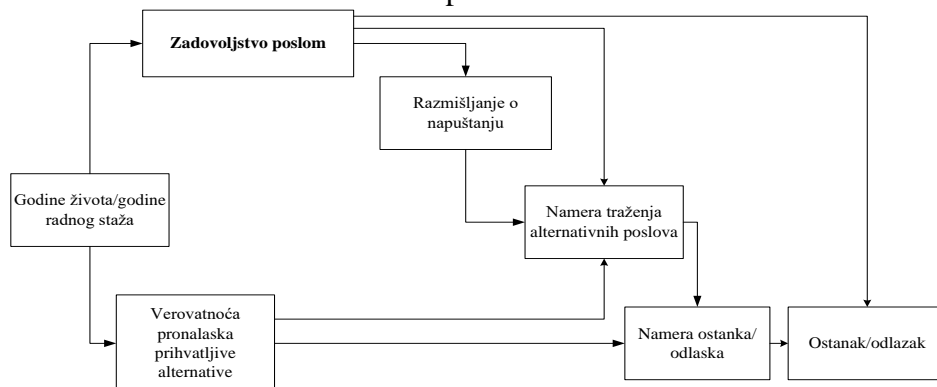 Zadovoljstvo poslom
Razmišljanje o
napuštanju
Godine života/godine
radnog staža
Namera traženja
alternativnih poslova
Verovatnoća
pronalaska
prihvatljive
alternative
Namera ostanka/
odlaska
Ostanak/odlazak